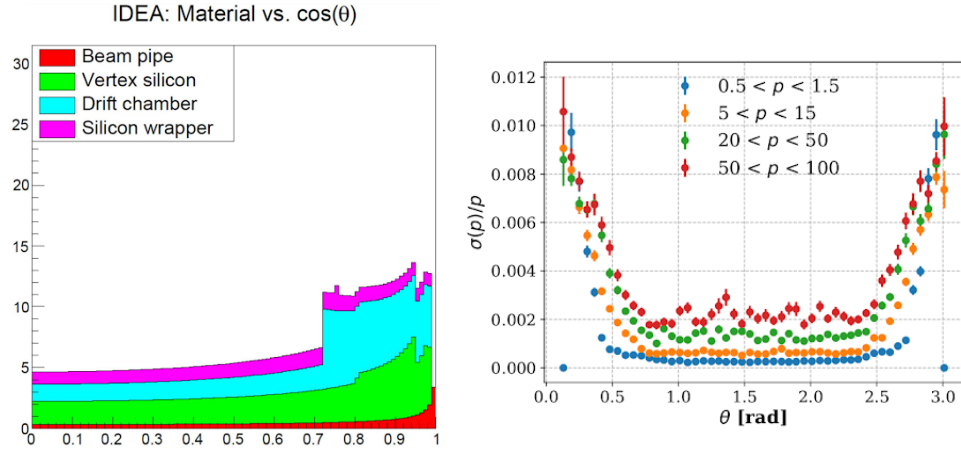 IDEA: Material vs. cos(θ)
30
25
20
15
10
5
0
Beam pipe
Vertex silicon
Drift chamber
Silicon wrapper
0 0.1 0.2 0.3 0.4 0.5 0.6 0.7 0.8 0.9 1
0.012
0.010
0.008
0.006
0.004
0.002
0.000
σ(p)/p
0.5 < p < 1.5
5 < p < 15
20 < p < 50
50 < p < 100
0.0 0.5 1.0 1.5 2.0 2.5 3.0
θ [rad]